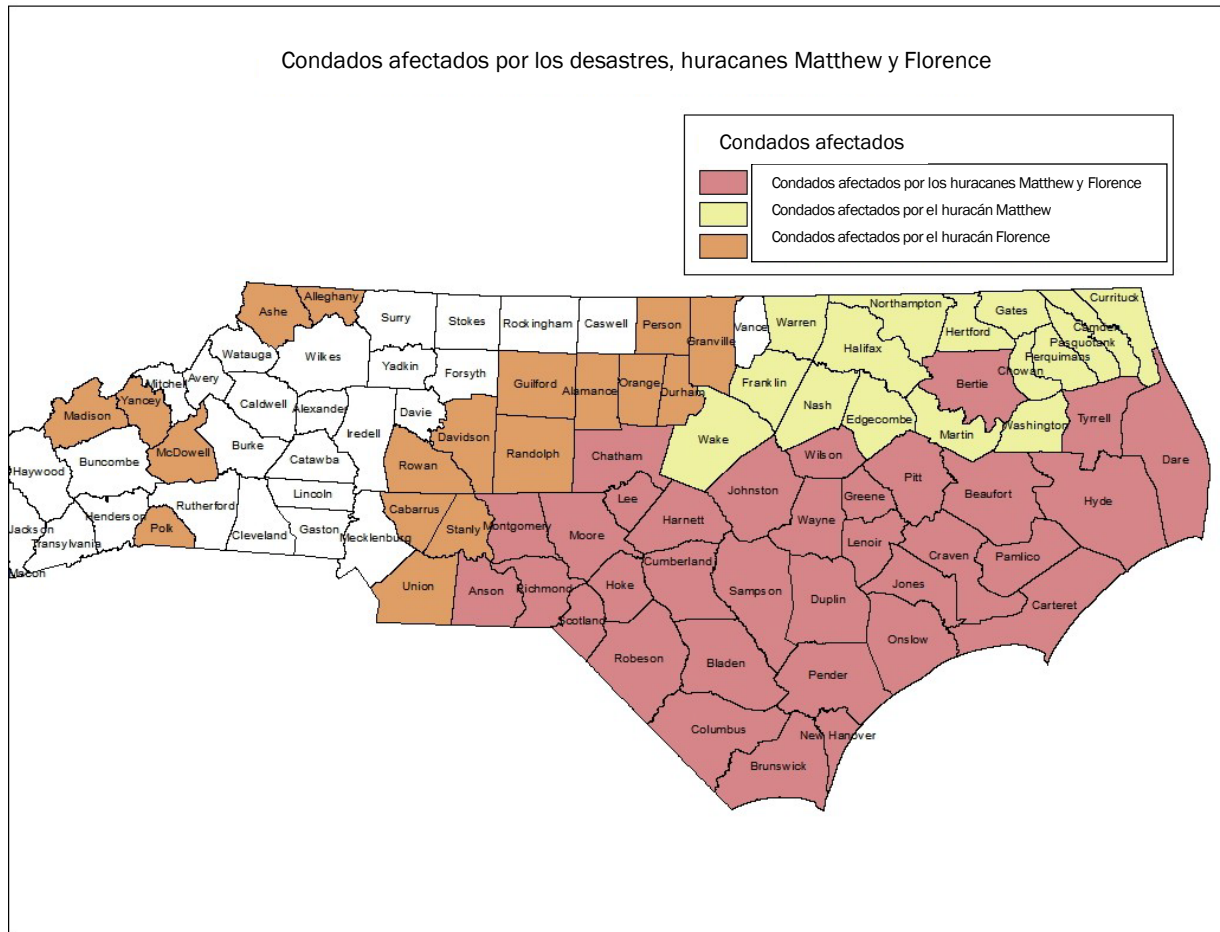 Condados afectados por los desastres, huracanes Matthew y Florence
Condados afectados
Condados afectados por los huracanes Matthew y Florence
Condados afectados por el huracán Matthew
Condados afectados por el huracán Florence
Ashe
Alleghany
Surry
Stokes
Rockingham
Caswell
Person
Granville
Vance
Warren
Northampton
Hertford
Gates
Currituck
Camden
Pasquotank
Perquimans
Chowan
Halifax
Bertie
Watauga
Wilkes
Yadkin
Forsyth
Guilford
Alamance
Orange
Durham
Franklin
Nash
Edgecombe
Martin
Washington
Tyrrell
Dare
Mitchell
Avery
Caldwell
Alexander
Iredell
Davie
Davidson
Randolph
Chatham
Wake
Wilson
Pitt
Beaufort
Hyde
Madison
Yancey
McDowell
Burke
Catawba
Rowan
Haywood
Buncombe
Lincoln
Cabarrus
Stanly
Montgomery
Moore
Lee
Harnett
Johnston
Wayne
Greene
Lenoir
Craven
Pamlico
Jackson
Henderson
Transylvania
Polk
Rutherford
Cleveland
Gaston
Mecklenburg
Macon
Union
Anson
Richmond
Scotland
Hoke
Cumberland
Sampson
Duplin
Jones
Carteret
Onslow
Robeson
Bladen
Pender
Columbus
New Hanover
Brunswick